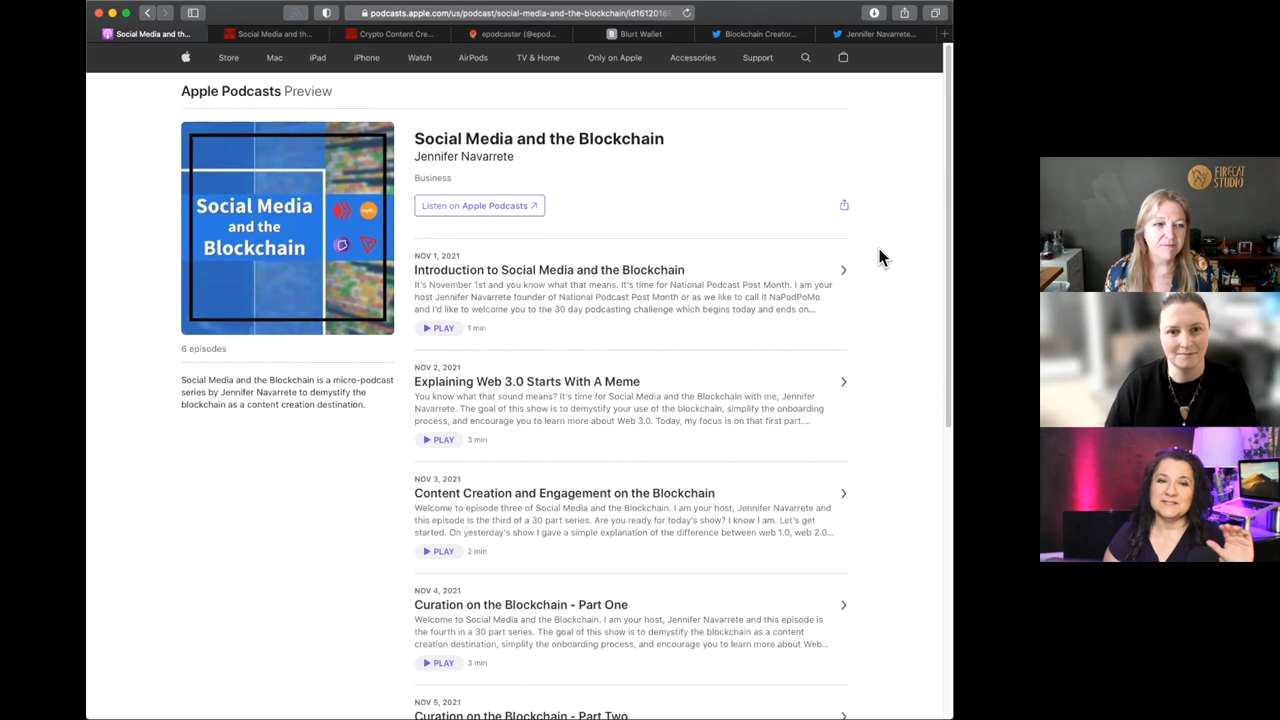 podcasts.apple.com/us/podcast/social-media-and-the-blockchain/id1612018
Social Media and th...
Social Media and th...
Crypto Content Cre...
epodcaster (@epod...
Blurt Wallet
Blockchain Creator...
Jennifer Navarrete...
Store
Mac
iPad
iPhone
Watch
AirPods
TV & Home
Only on Apple
Accessories
Support
Apple Podcasts Preview
Social Media
and the
Blockchain
6 episodes
Social Media and the Blockchain is a micro-podcast
series by Jennifer Navarrete to demystify the
blockchain as a content creation destination.
Social Media and the Blockchain
Jennifer Navarrete
Business
Listen on Apple Podcasts ↗
NOV 1, 2021
Introduction to Social Media and the Blockchain
It's November 1st and you know what that means. It's time for National Podcast Post Month. I am your
host Jennifer Navarrete founder of National Podcast Post Month or as we like to call it NaPodPoMo
and I'd like to welcome you to the 30 day podcasting challenge which begins today and ends on...
PLAY 1 min
NOV 2, 2021
Explaining Web 3.0 Starts With A Meme
You know what that sound means? It's time for Social Media and the Blockchain with me, Jennifer
Navarrete. The goal of this show is to demystify your use of the blockchain, simplify the onboarding
process, and encourage you to learn more about Web 3.0. Today, my focus is on that first part....
PLAY 3 min
NOV 3, 2021
Content Creation and Engagement on the Blockchain
Welcome to episode three of Social Media and the Blockchain. I am your host, Jennifer Navarrete and
this episode is the third of a 30 part series. Are you ready for today's show? I know I am. Let's get
started. On yesterday's show I gave a simple explanation of the difference between web 1.0, web 2.0...
PLAY 2 min
NOV 4, 2021
Curation on the Blockchain - Part One
Welcome to Social Media and the Blockchain. I am your host, Jennifer Navarrete and this episode is
the fourth in a 30 part series. The goal of this show is to demystify the blockchain as a content
creation destination, simplify the onboarding process, and encourage you to learn more about Web...
PLAY 3 min
NOV 5, 2021
Curation on the Blockchain - Part Two
FIRECAT
STUDIO